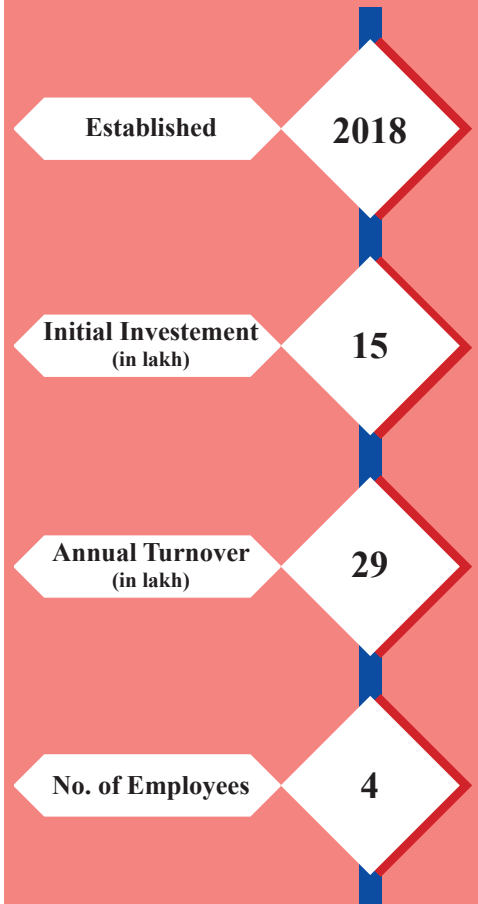 Established
2018
Initial Investement
(in lakh)
15
Annual Turnover
(in lakh)
29
No. of Employees
4